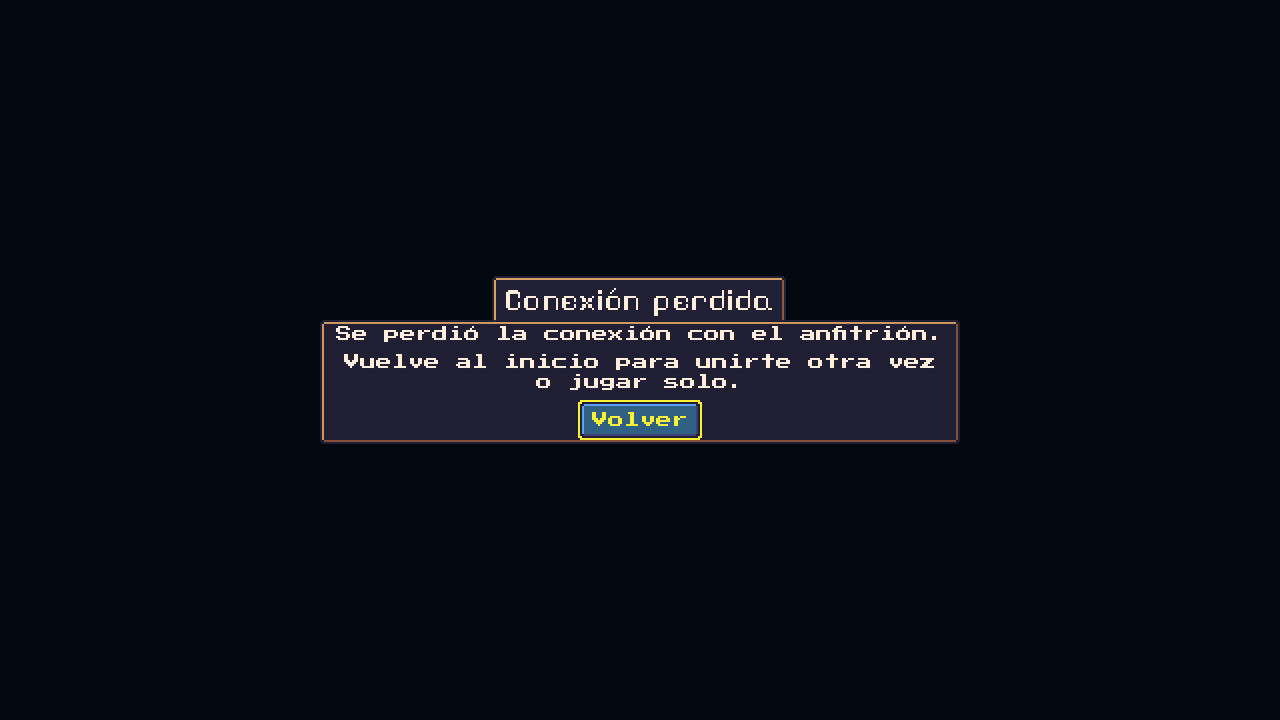 Conexión perdida
Se perdió la conexión con el anfitrión.
Vuelve al inicio para unirte otra vez
o jugar solo.
Volver